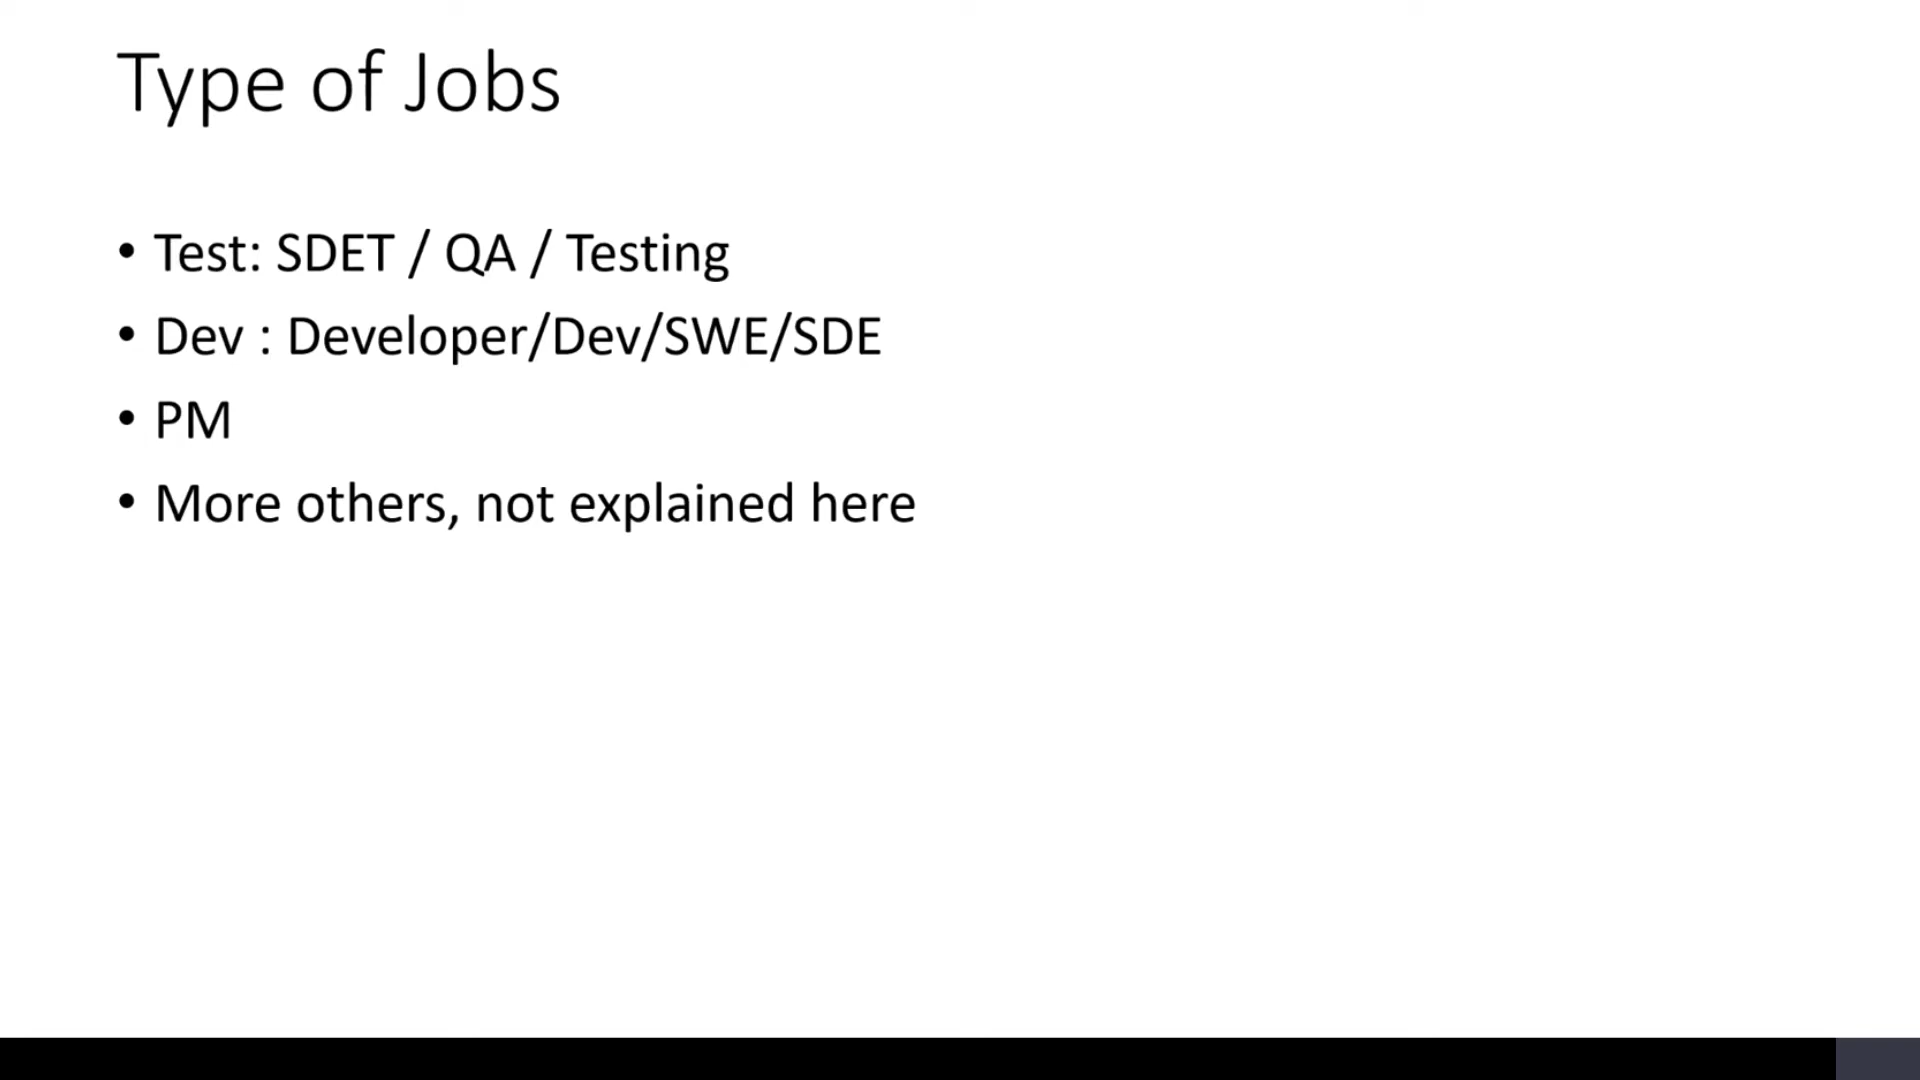 Type of Jobs
• Test: SDET / QA / Testing
• Dev : Developer/Dev/SWE/SDE
• PM
• More others, not explained here